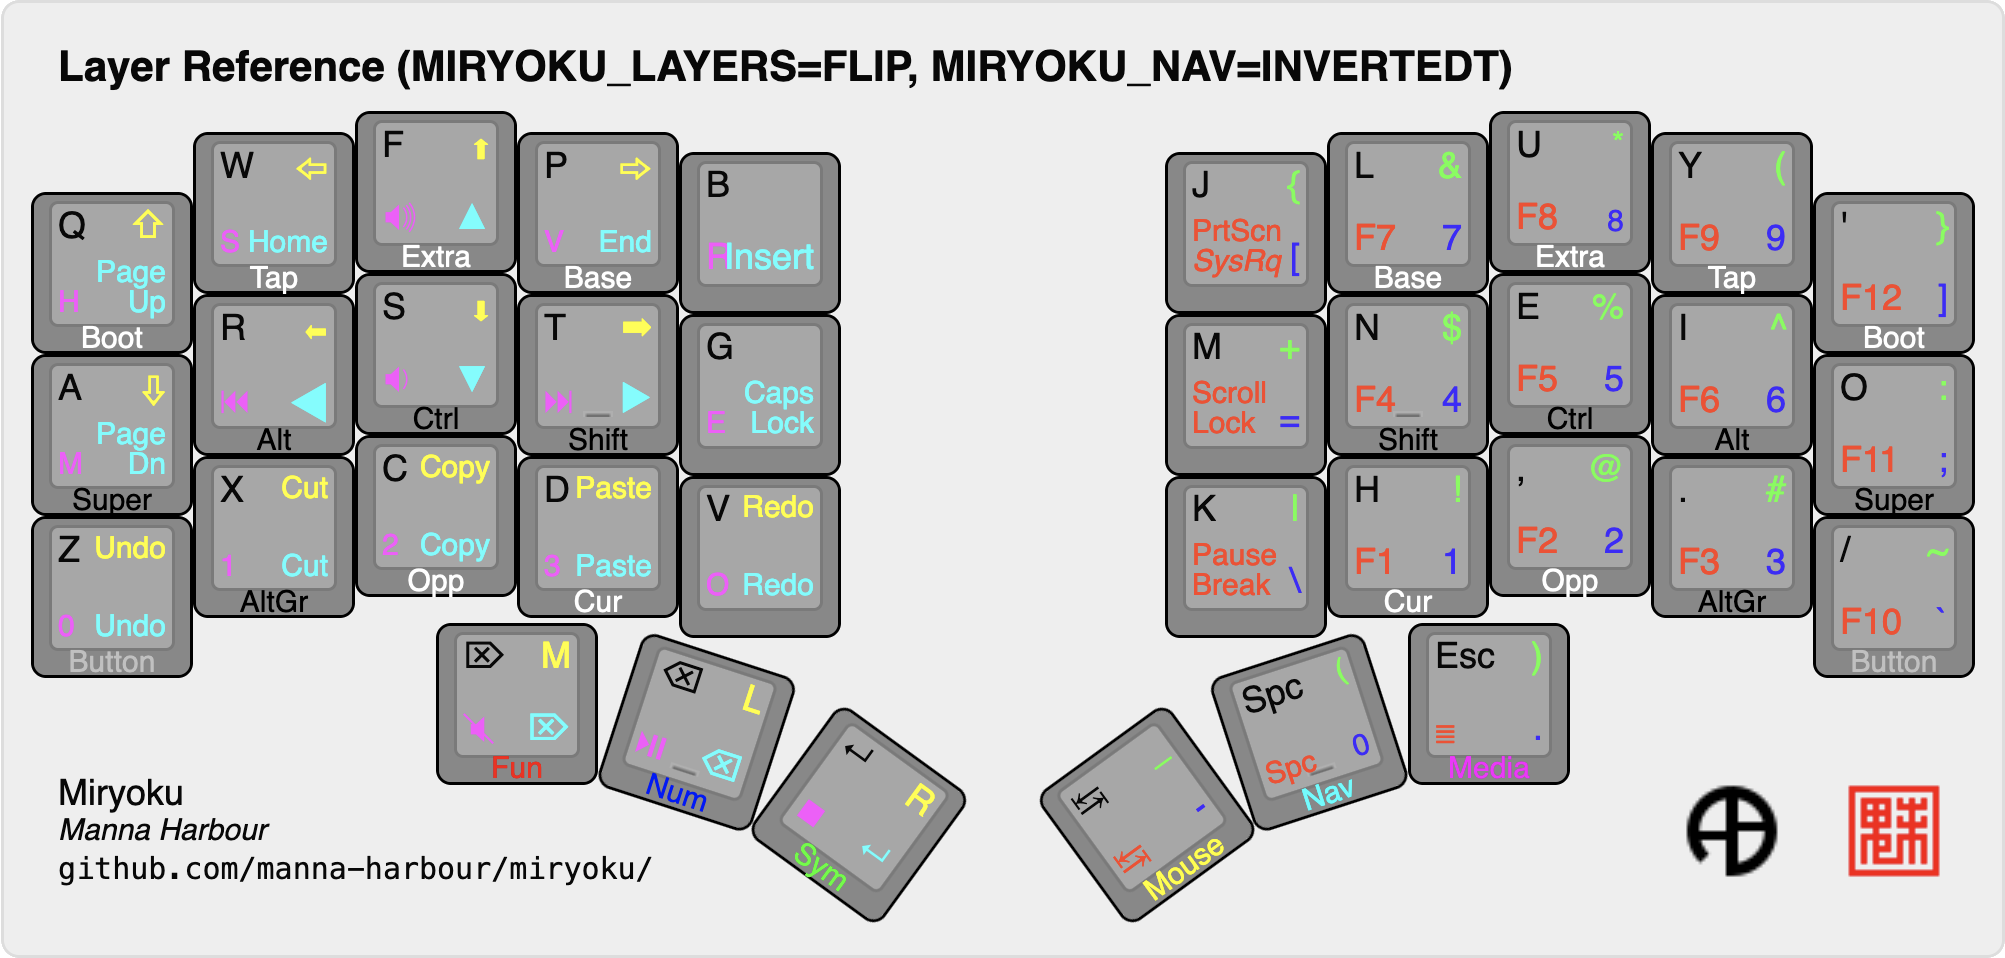 Layer Reference (MIRYOKU_LAYERS=FLIP, MIRYOKU_NAV=INVERTEDT)
Q
H Page Up
Boot
W
S Home
Tap
F
Extra
P
V End
Base
B
R Insert
J {
PrtScn
SysRq [
L &
F7 7
Base
U *
F8 8
Extra
Y (
F9 9
Tap
' }
F12 ]
Boot
A
M Page Dn
Super
R
Alt
S
Ctrl
T
_
Shift
G
E Caps Lock
M +
Scroll Lock =
N $
F4 _ 4
Shift
E %
F5 5
Ctrl
I ^
F6 6
Alt
O :
F11 ;
Super
Z Undo
0 Undo
Button
X Cut
1 Cut
AltGr
C Copy
2 Copy
Opp
D Paste
3 Paste
Cur
V Redo
O Redo
K |
Pause Break \
H !
F1 1
Cur
, @
F2 2
Opp
. #
F3 3
AltGr
/ ~
F10 `
Button
M
Fun
L
_
Num
R
Sym
_
-
Mouse
Spc (
Spc _ 0
Nav
Esc )
.
Media
Miryoku
Manna Harbour
github.com/manna-harbour/miryoku/
魅